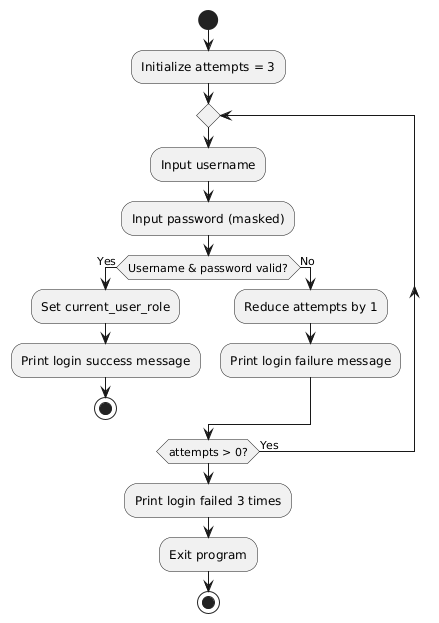 Initialize attempts = 3
Input username
Input password (masked)
Username & password valid?
Yes
No
Set current_user_role
Reduce attempts by 1
Print login success message
Print login failure message
attempts > 0?
Yes
Print login failed 3 times
Exit program